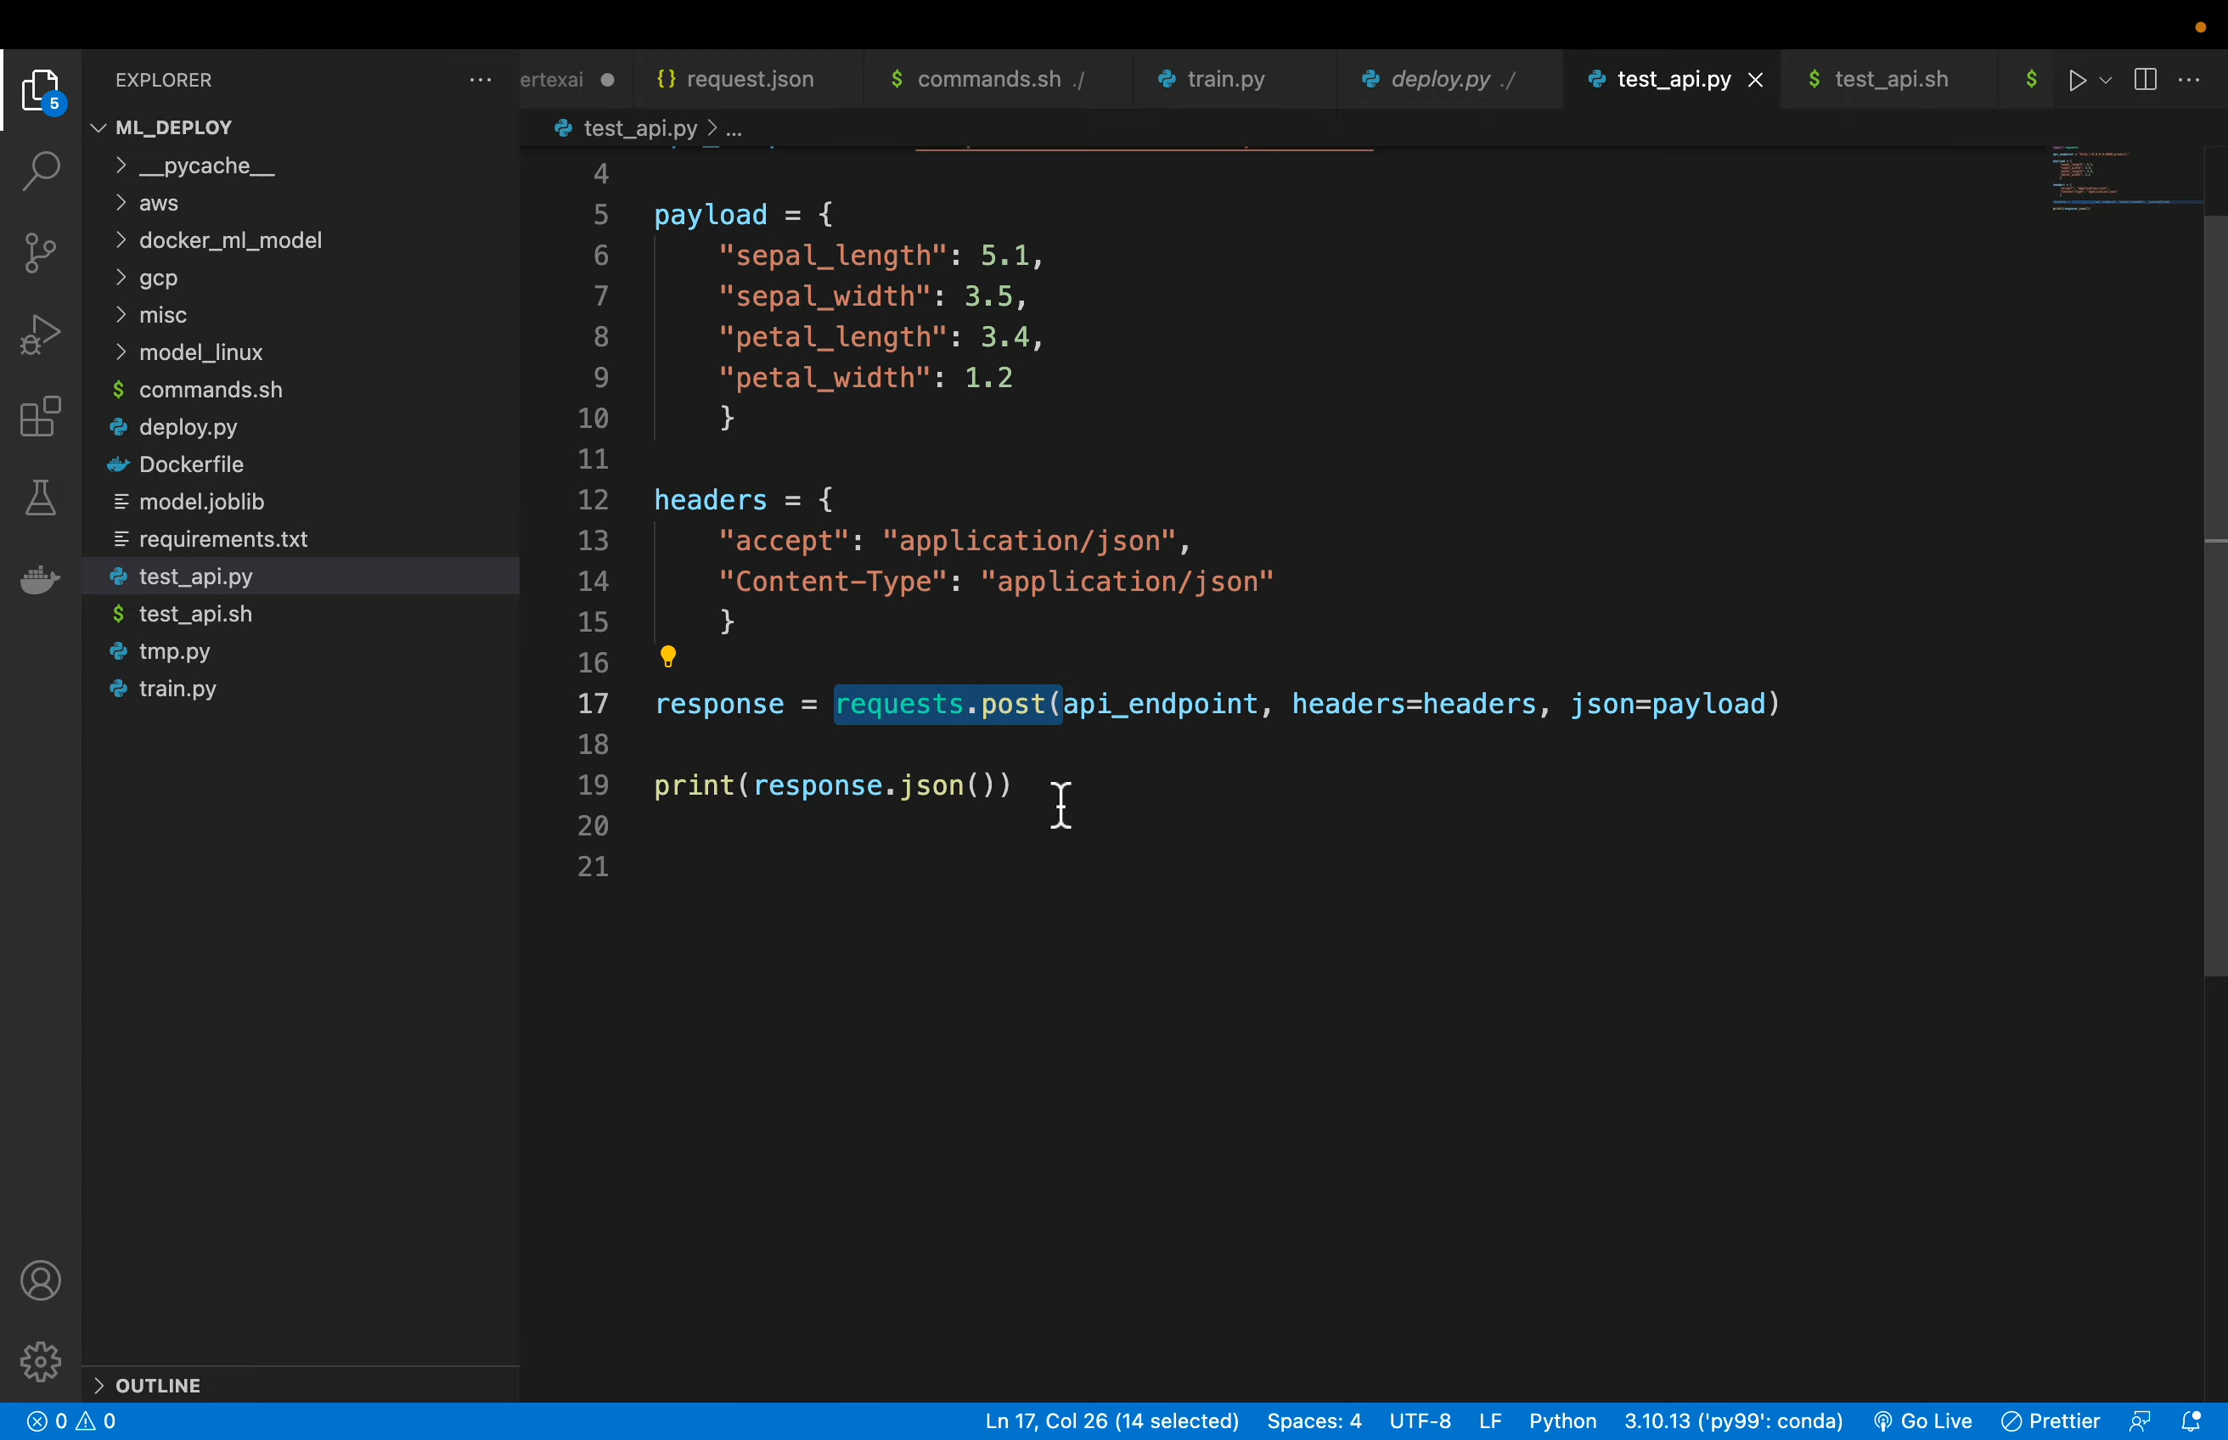 EXPLORER
ertexai
request.json
$ commands.sh ./
train.py
deploy.py ./
test_api.py
$ test_api.sh
$
ML_DEPLOY
test_api.py > ...
__pycache__
aws
docker_ml_model
gcp
misc
model_linux
$ commands.sh
deploy.py
Dockerfile
model.joblib
requirements.txt
test_api.py
$ test_api.sh
tmp.py
train.py
4
5 payload = {
6 "sepal_length": 5.1,
7 "sepal_width": 3.5,
8 "petal_length": 3.4,
9 "petal_width": 1.2
10 }
11
12 headers = {
13 "accept": "application/json",
14 "Content-Type": "application/json"
15 }
16
17 response = requests.post(api_endpoint, headers=headers, json=payload)
18
19 print(response.json())
20
21
5
OUTLINE
0 0
Ln 17, Col 26 (14 selected) Spaces: 4 UTF-8 LF Python 3.10.13 ('py99': conda) Go Live Prettier